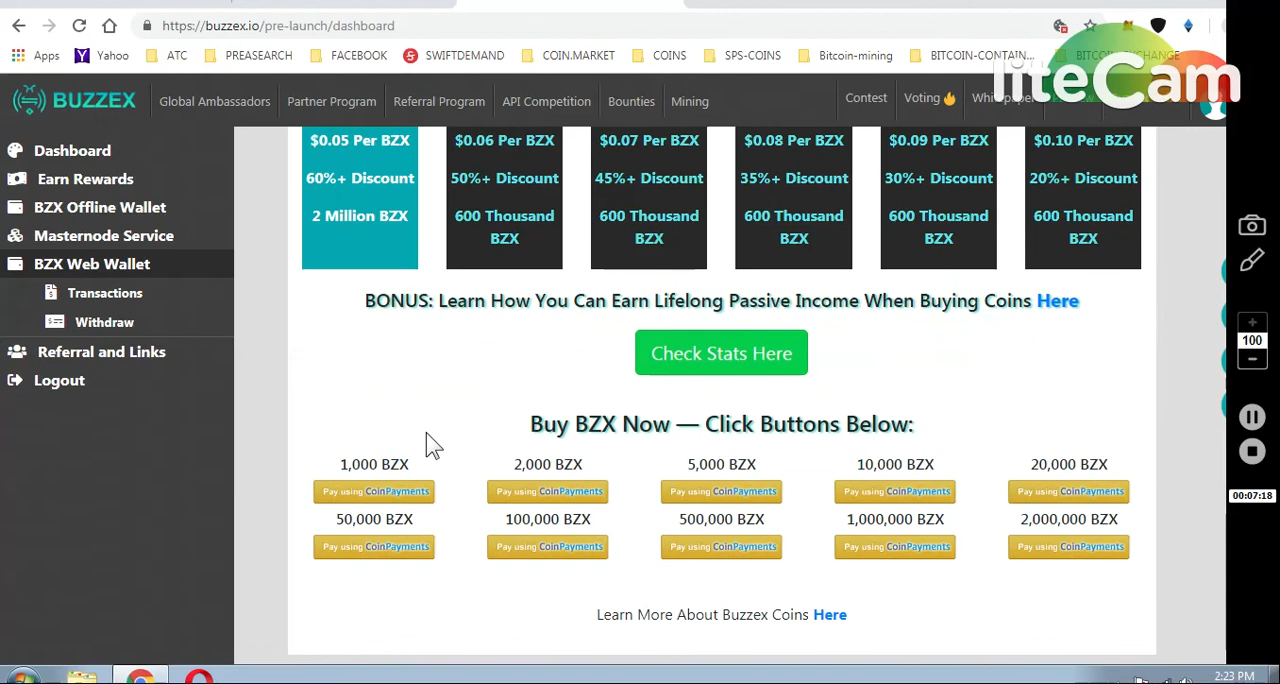 https://buzzex.io/pre-launch/dashboard
Apps Yahoo ATC PREASEARCH FACEBOOK SWIFTDEMAND COIN.MARKET COINS SPS-COINS Bitcoin-mining BITCOIN-CONTAIN...
liteCam
BUZZEX Global Ambassadors Partner Program Referral Program API Competition Bounties Mining Contest Voting Whitepaper
Dashboard
Earn Rewards
BZX Offline Wallet
Masternode Service
BZX Web Wallet
Transactions
Withdraw
Referral and Links
Logout
$0.05 Per BZX $0.06 Per BZX $0.07 Per BZX $0.08 Per BZX $0.09 Per BZX $0.10 Per BZX
60%+ Discount 50%+ Discount 45%+ Discount 35%+ Discount 30%+ Discount 20%+ Discount
2 Million BZX 600 Thousand 600 Thousand 600 Thousand 600 Thousand 600 Thousand
BZX BZX BZX BZX BZX
BONUS: Learn How You Can Earn Lifelong Passive Income When Buying Coins Here
Check Stats Here
Buy BZX Now — Click Buttons Below:
1,000 BZX 2,000 BZX 5,000 BZX 10,000 BZX 20,000 BZX
Pay using CoinPayments Pay using CoinPayments Pay using CoinPayments Pay using CoinPayments Pay using CoinPayments
50,000 BZX 100,000 BZX 500,000 BZX 1,000,000 BZX 2,000,000 BZX
Pay using CoinPayments Pay using CoinPayments Pay using CoinPayments Pay using CoinPayments Pay using CoinPayments
Learn More About Buzzex Coins Here
100
00:07:18
2:23 PM